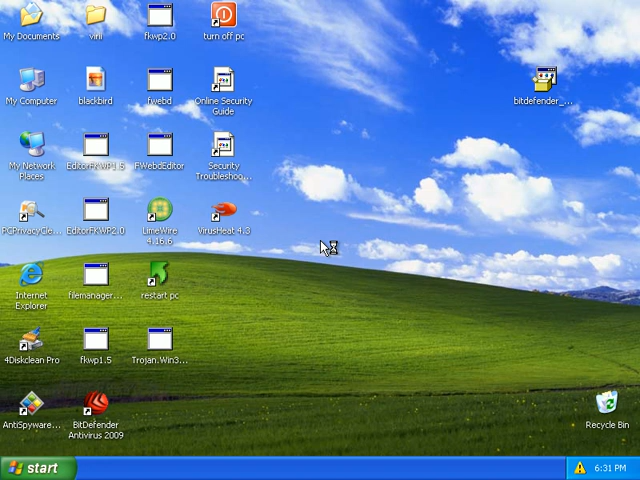 My Documents
virii
fkwp2.0
turn off pc
My Computer
blackbird
fwebd
Online Security
Guide
bitdefender_...
My Network
Places
EditorFKWP1.5
FWebdEditor
Security
Troubleshoo...
PCPrivacyCle...
EditorFKWP2.0
LimeWire
4.16.6
VirusHeat 4.3
Internet
Explorer
filemanager...
restart pc
4Diskclean Pro
fkwp1.5
Trojan.Win3...
AntiSpyware...
BitDefender
Antivirus 2009
Recycle Bin
start
6:31 PM